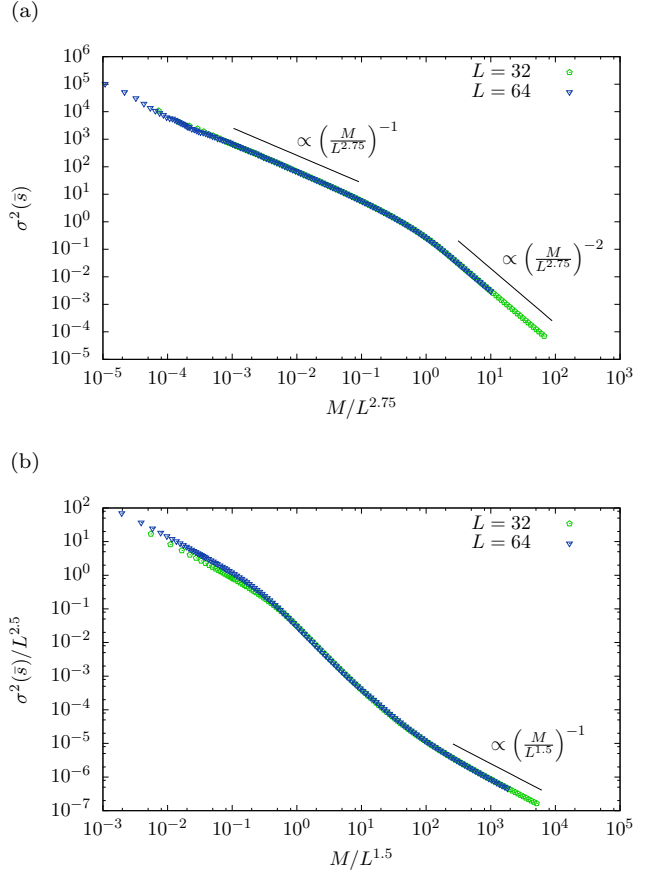 (a)
10^6
10^5
10^4
10^3
10^2
10^1
10^0
10^-1
10^-2
10^-3
10^-4
10^-5
σ²(s̄)
L = 32
L = 64
∝ (M/L^2.75)^-1
∝ (M/L^2.75)^-2
10^-5 10^-4 10^-3 10^-2 10^-1 10^0 10^1 10^2 10^3
M/L^2.75
(b)
10^2
10^1
10^0
10^-1
10^-2
10^-3
10^-4
10^-5
10^-6
10^-7
σ²(s̄)/L^2.5
L = 32
L = 64
∝ (M/L^1.5)^-1
10^-3 10^-2 10^-1 10^0 10^1 10^2 10^3 10^4 10^5
M/L^1.5